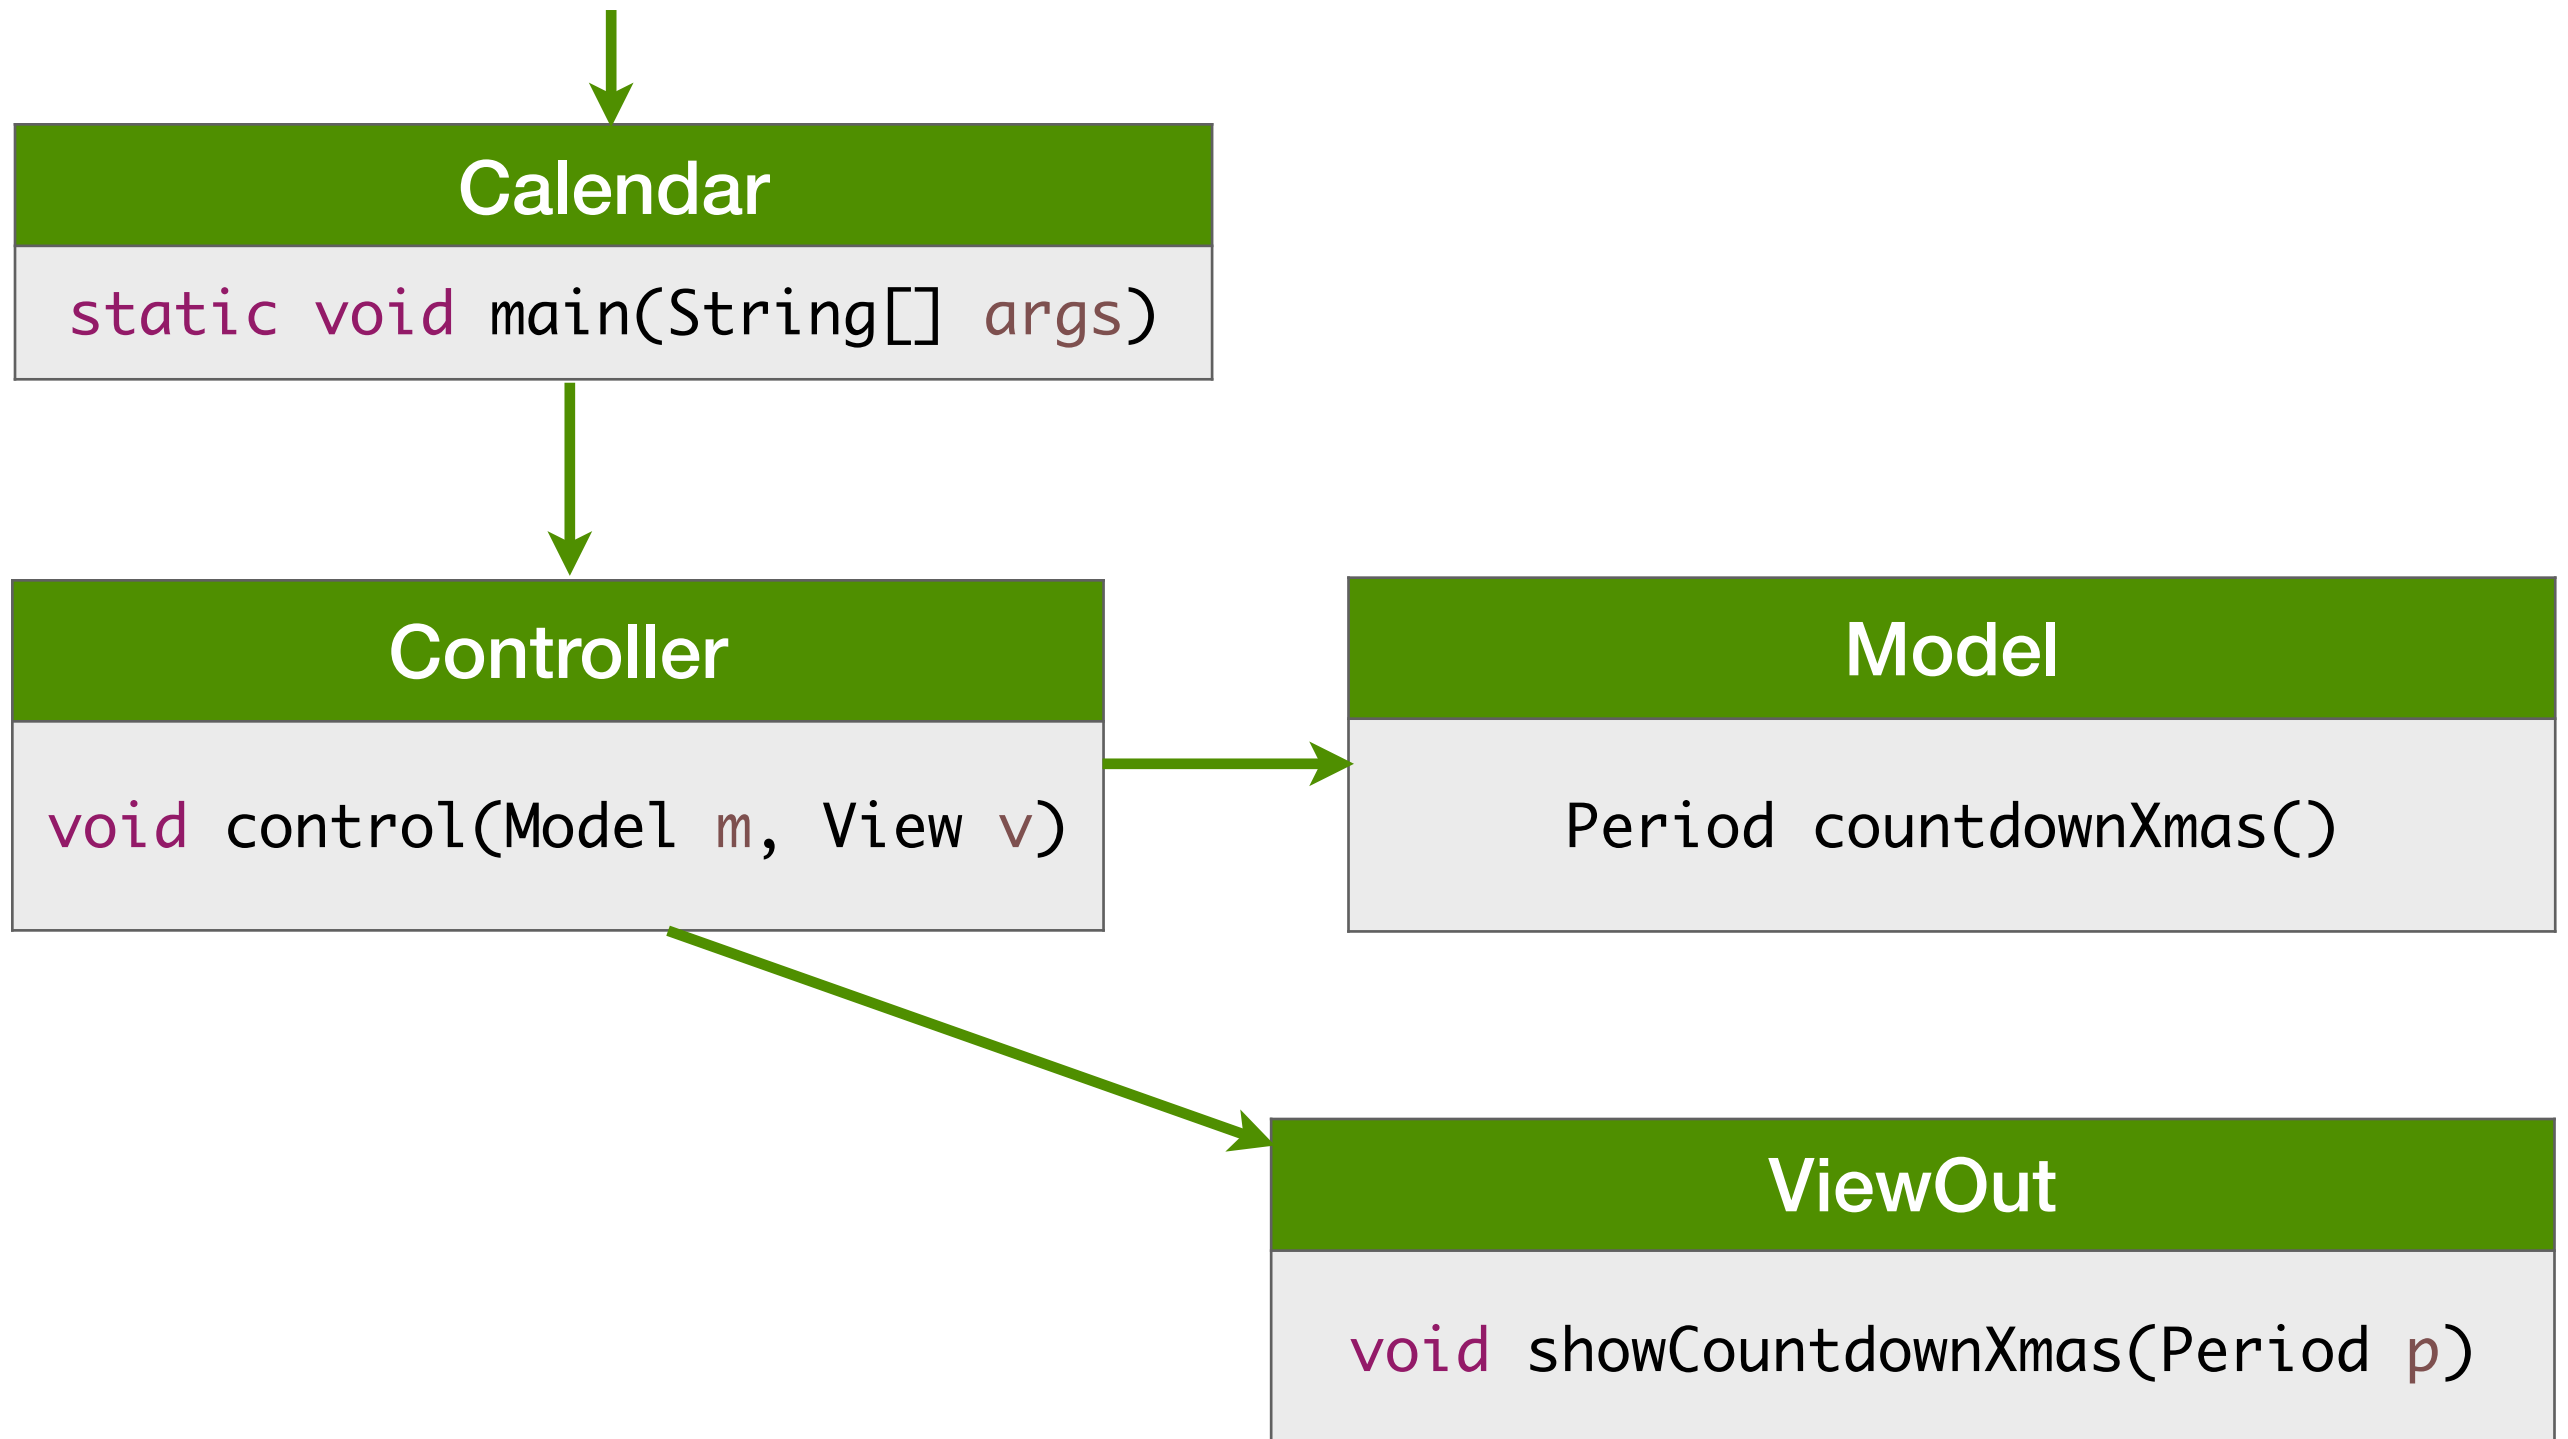 Calendar
static void main(String[] args)
Controller
void control(Model m, View v)
Model
Period countdownXmas()
ViewOut
void showCountdownXmas(Period p)